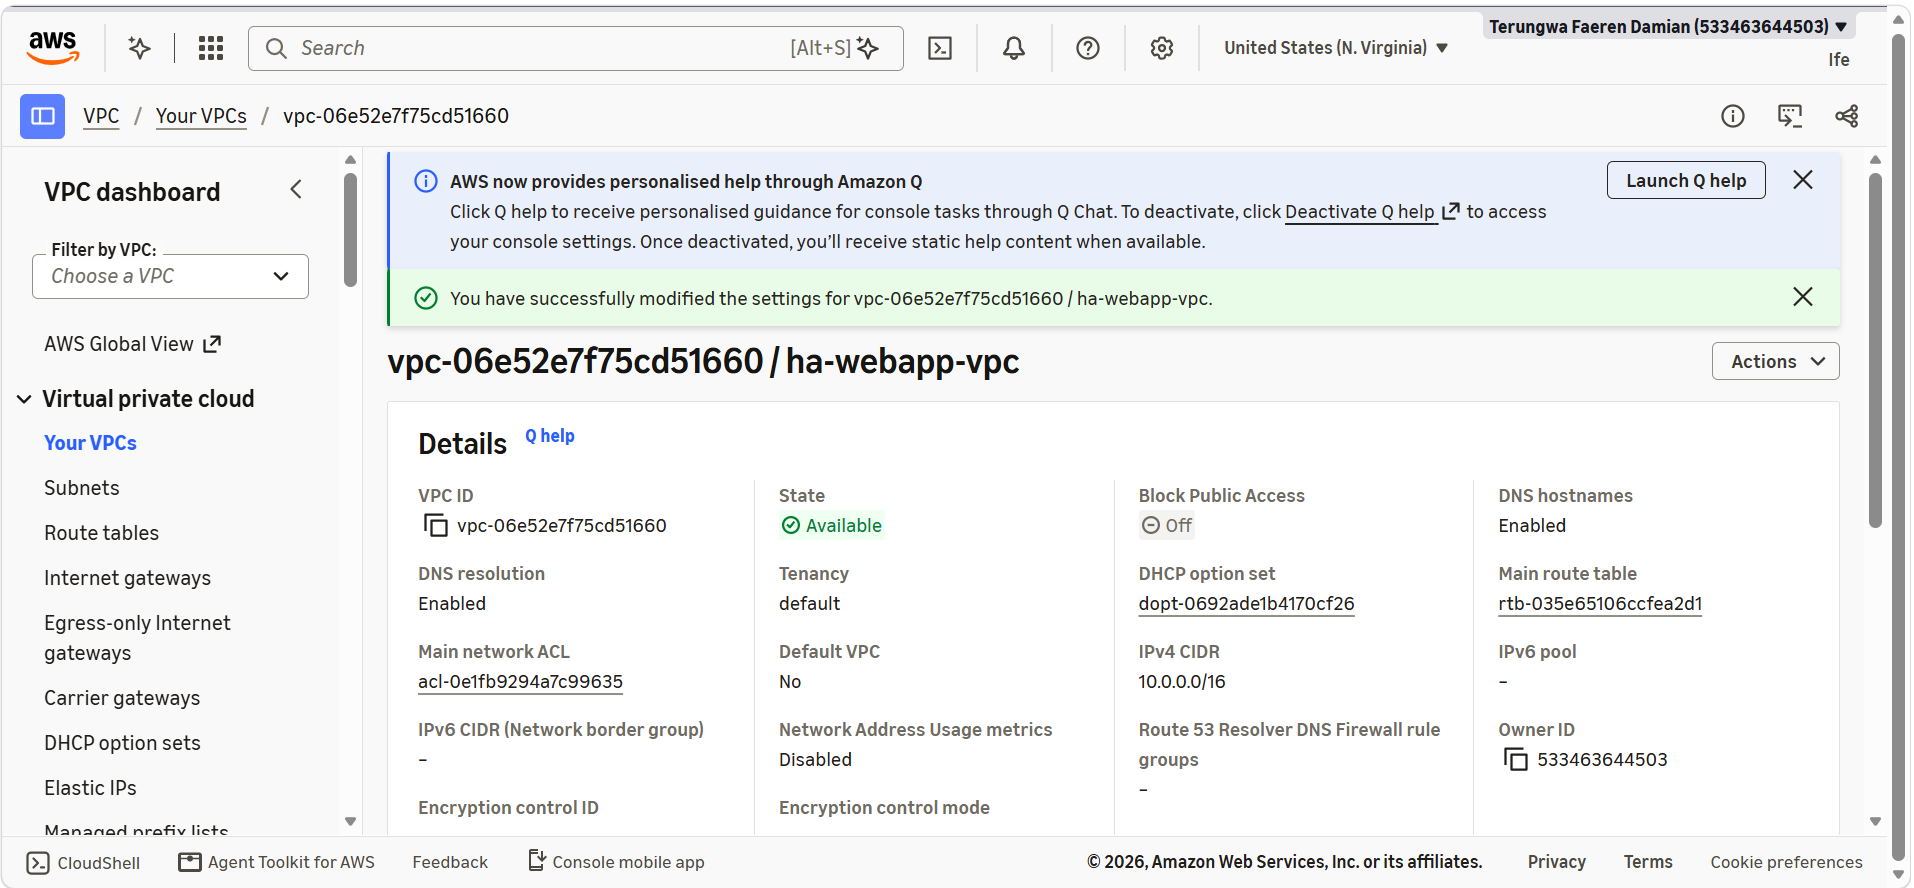 aws
Search [Alt+S]
United States (N. Virginia) ▼
Terungwa Faeren Damian (533463644503) ▼
Ife
VPC / Your VPCs / vpc-06e52e7f75cd51660
VPC dashboard
Filter by VPC:
Choose a VPC
AWS Global View
Virtual private cloud
Your VPCs
Subnets
Route tables
Internet gateways
Egress-only Internet
gateways
Carrier gateways
DHCP option sets
Elastic IPs
Managed prefix lists
AWS now provides personalised help through Amazon Q
Click Q help to receive personalised guidance for console tasks through Q Chat. To deactivate, click Deactivate Q help to access
your console settings. Once deactivated, you’ll receive static help content when available.
Launch Q help
You have successfully modified the settings for vpc-06e52e7f75cd51660 / ha-webapp-vpc.
vpc-06e52e7f75cd51660 / ha-webapp-vpc
Actions
Details Q help
VPC ID
vpc-06e52e7f75cd51660
State
Available
Block Public Access
Off
DNS hostnames
Enabled
DNS resolution
Enabled
Tenancy
default
DHCP option set
dopt-0692ade1b4170cf26
Main route table
rtb-035e65106ccfea2d1
Main network ACL
acl-0e1fb9294a7c99635
Default VPC
No
IPv4 CIDR
10.0.0.0/16
IPv6 pool
–
IPv6 CIDR (Network border group)
–
Network Address Usage metrics
Disabled
Route 53 Resolver DNS Firewall rule
groups
–
Owner ID
533463644503
Encryption control ID
Encryption control mode
CloudShell
Agent Toolkit for AWS
Feedback
Console mobile app
© 2026, Amazon Web Services, Inc. or its affiliates.
Privacy
Terms
Cookie preferences